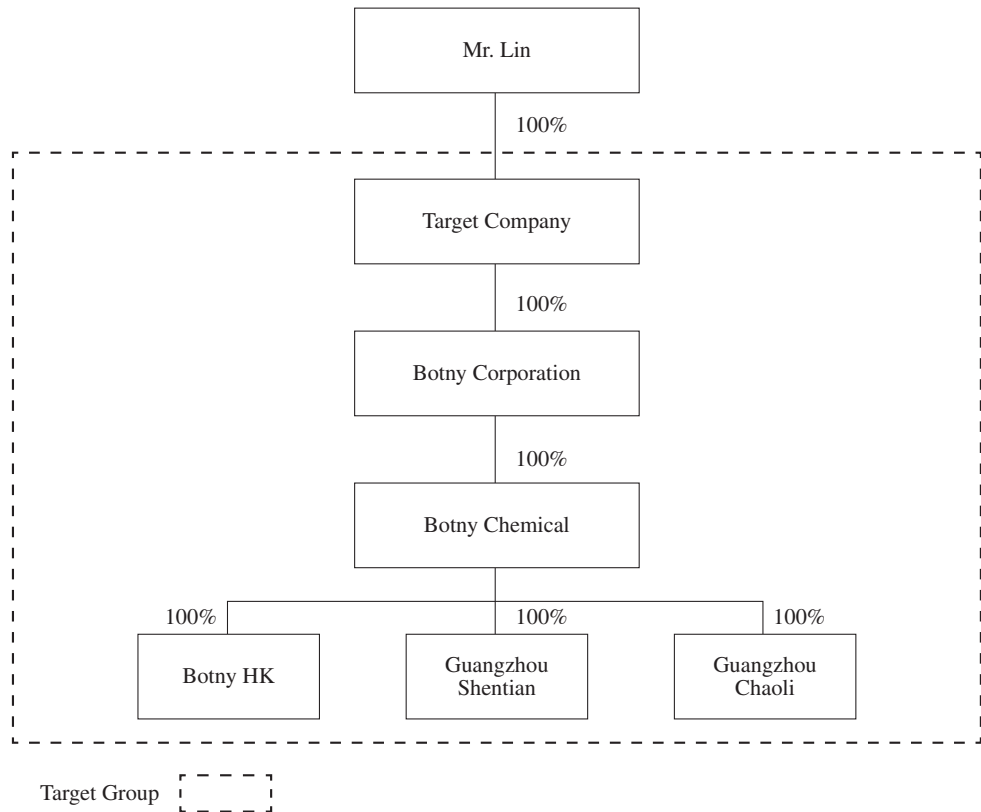 Mr. Lin
100%
Target Company
100%
Botny Corporation
100%
Botny Chemical
100%
100%
100%
Botny HK
Guangzhou
Shentian
Guangzhou
Chaoli
Target Group